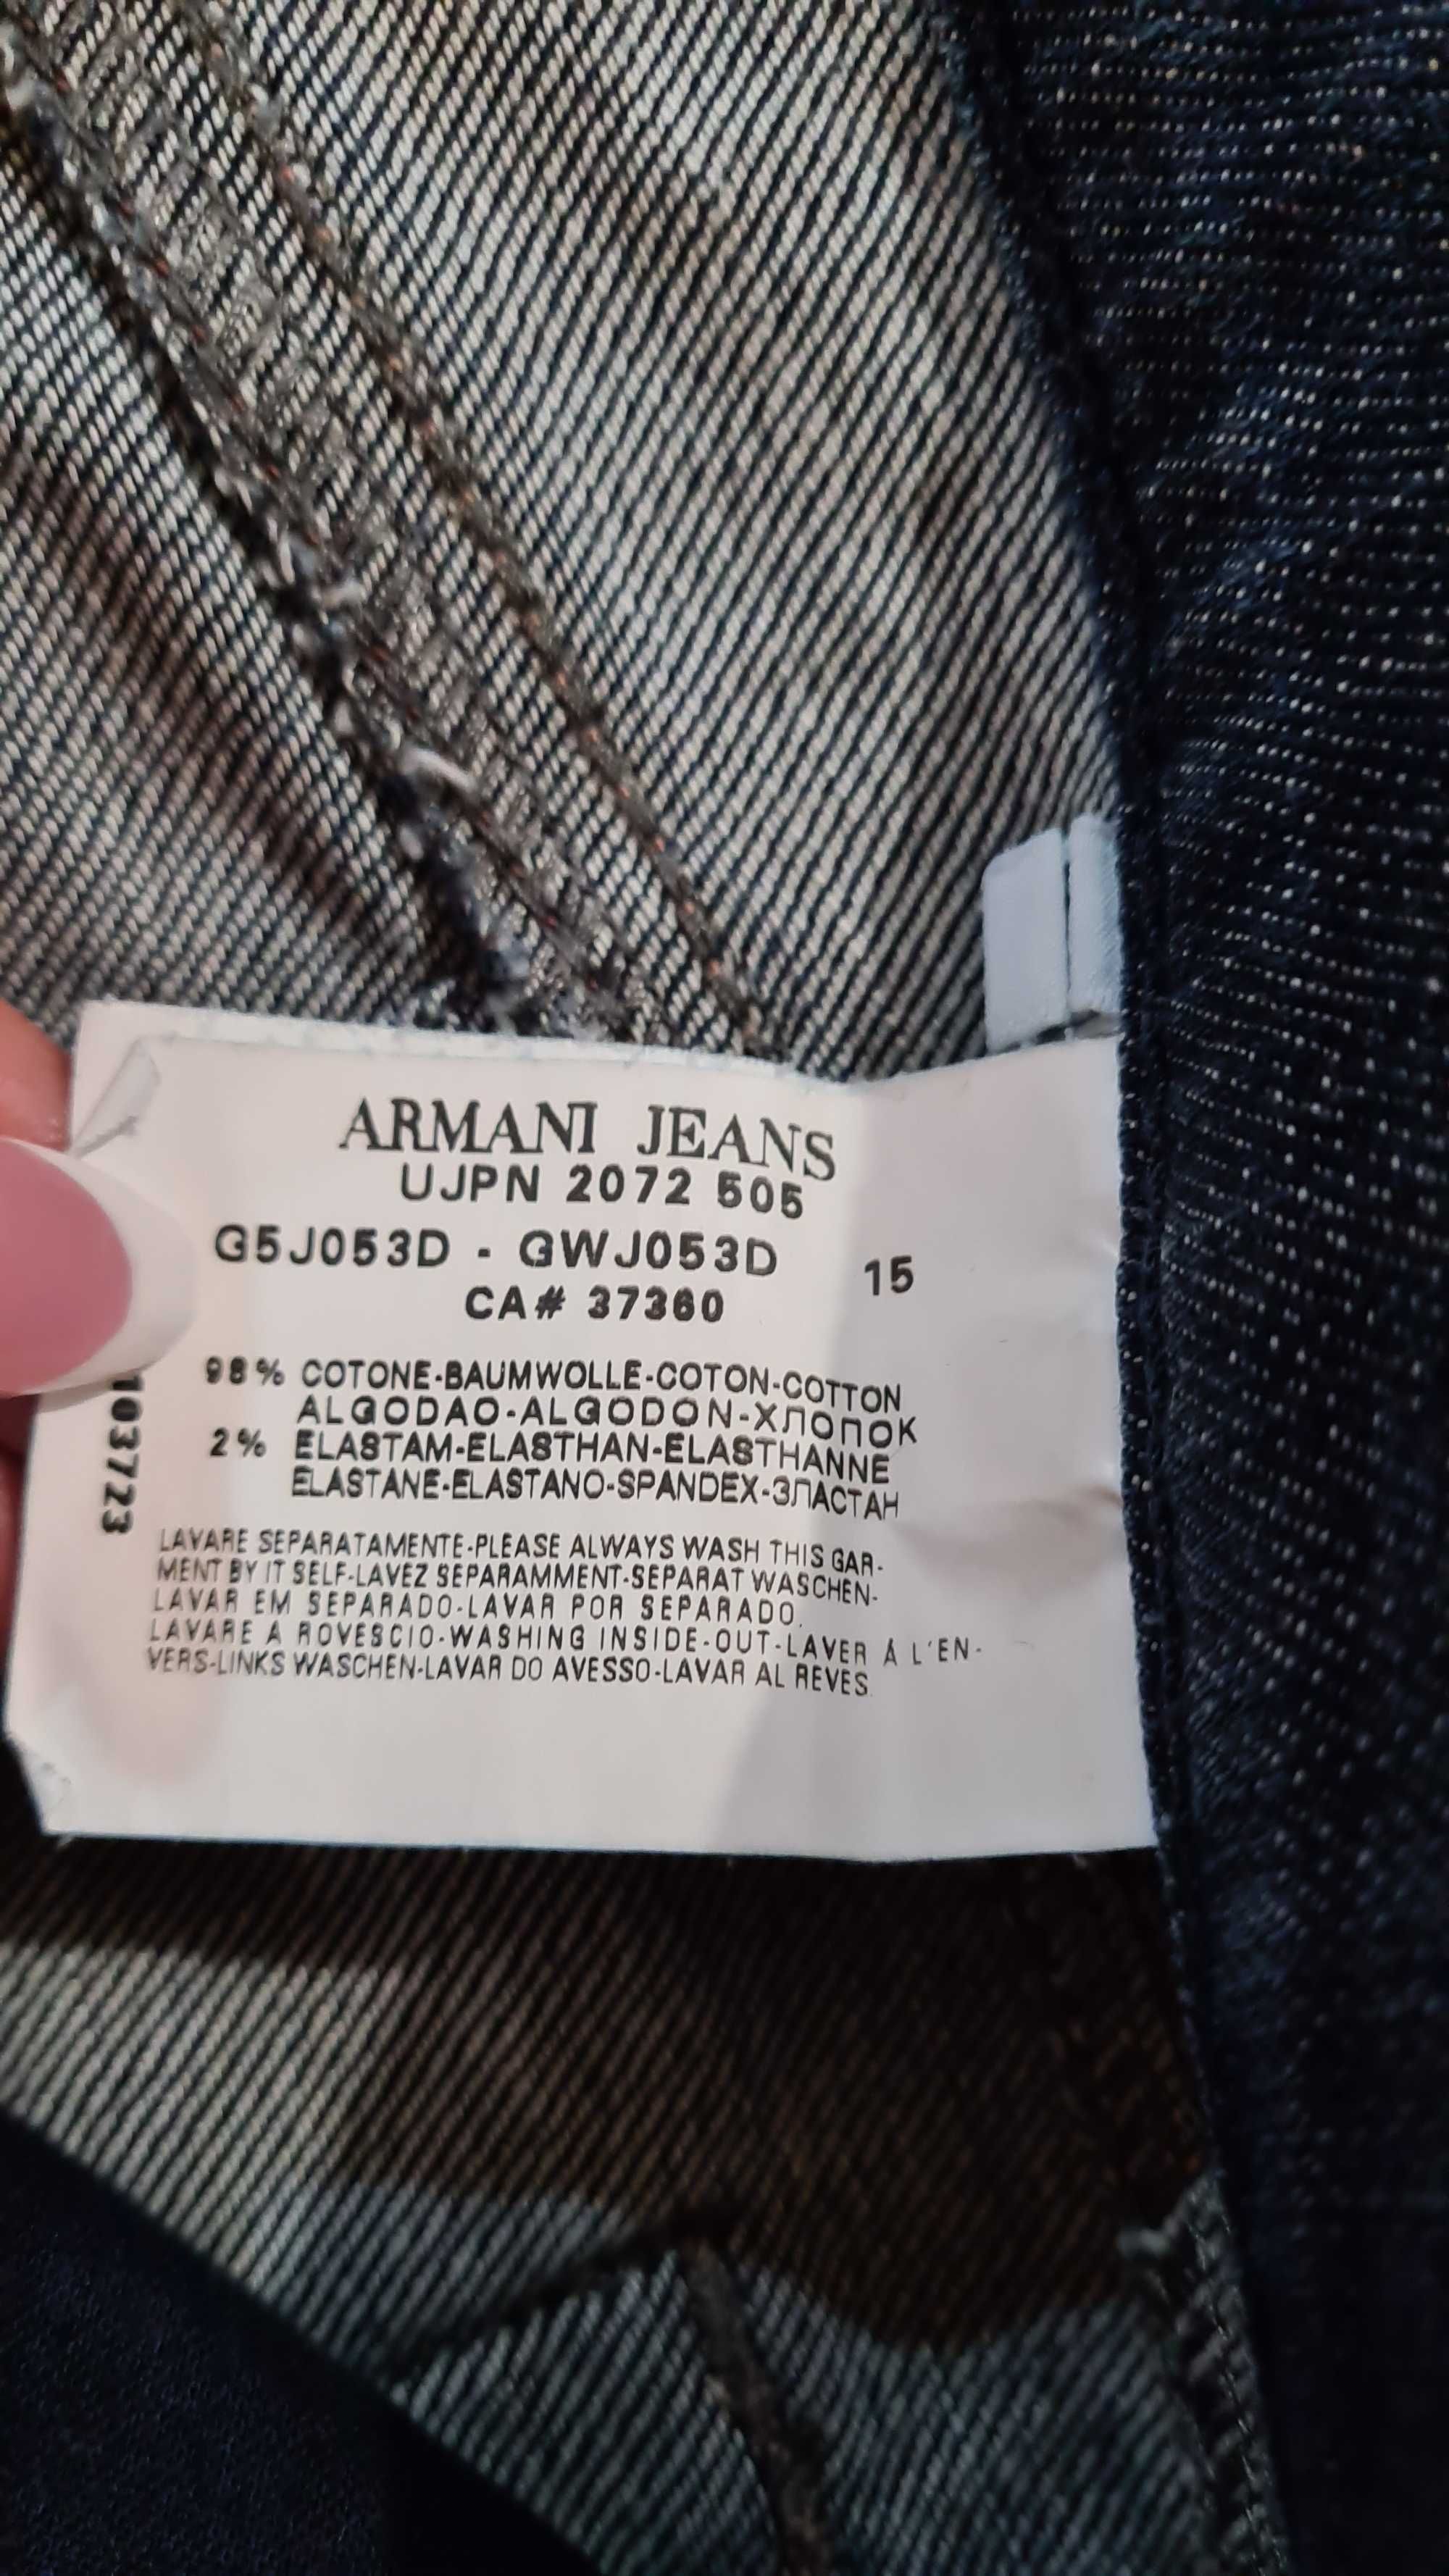 ARMANI JEANS
UJPN 2072 505
G5J053D - GWJ053D 15
CA# 37360
98% COTONE-BAUMWOLLE-COTON-COTTON
ALGODAO-ALGODON-ХЛОПОК
2% ELASTAM-ELASTHAN-ELASTHANNE
ELASTANE-ELASTANO-SPANDEX-ЗЛАСТАН
LAVARE SEPARATAMENTE-PLEASE ALWAYS WASH THIS GAR-
MENT BY IT SELF-LAVEZ SEPARAMMENT-SEPARAT WASCHEN-
LAVAR EM SEPARADO-LAVAR POR SEPARADO.
LAVARE A ROVESCIO-WASHING INSIDE-OUT-LAVER Á L'EN-
VERS-LINKS WASCHEN-LAVAR DO AVESSO-LAVAR AL REVES
103723